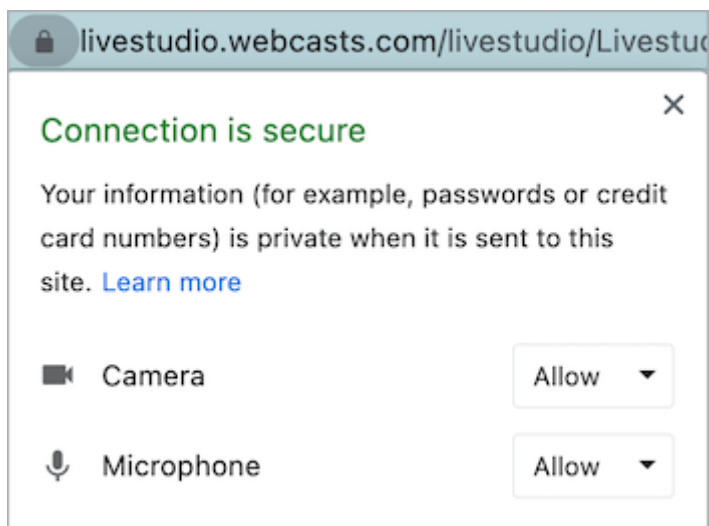 livestudio.webcasts.com/livestudio/Livestu
Connection is secure
Your information (for example, passwords or credit
card numbers) is private when it is sent to this
site. Learn more
Camera Allow
Microphone Allow